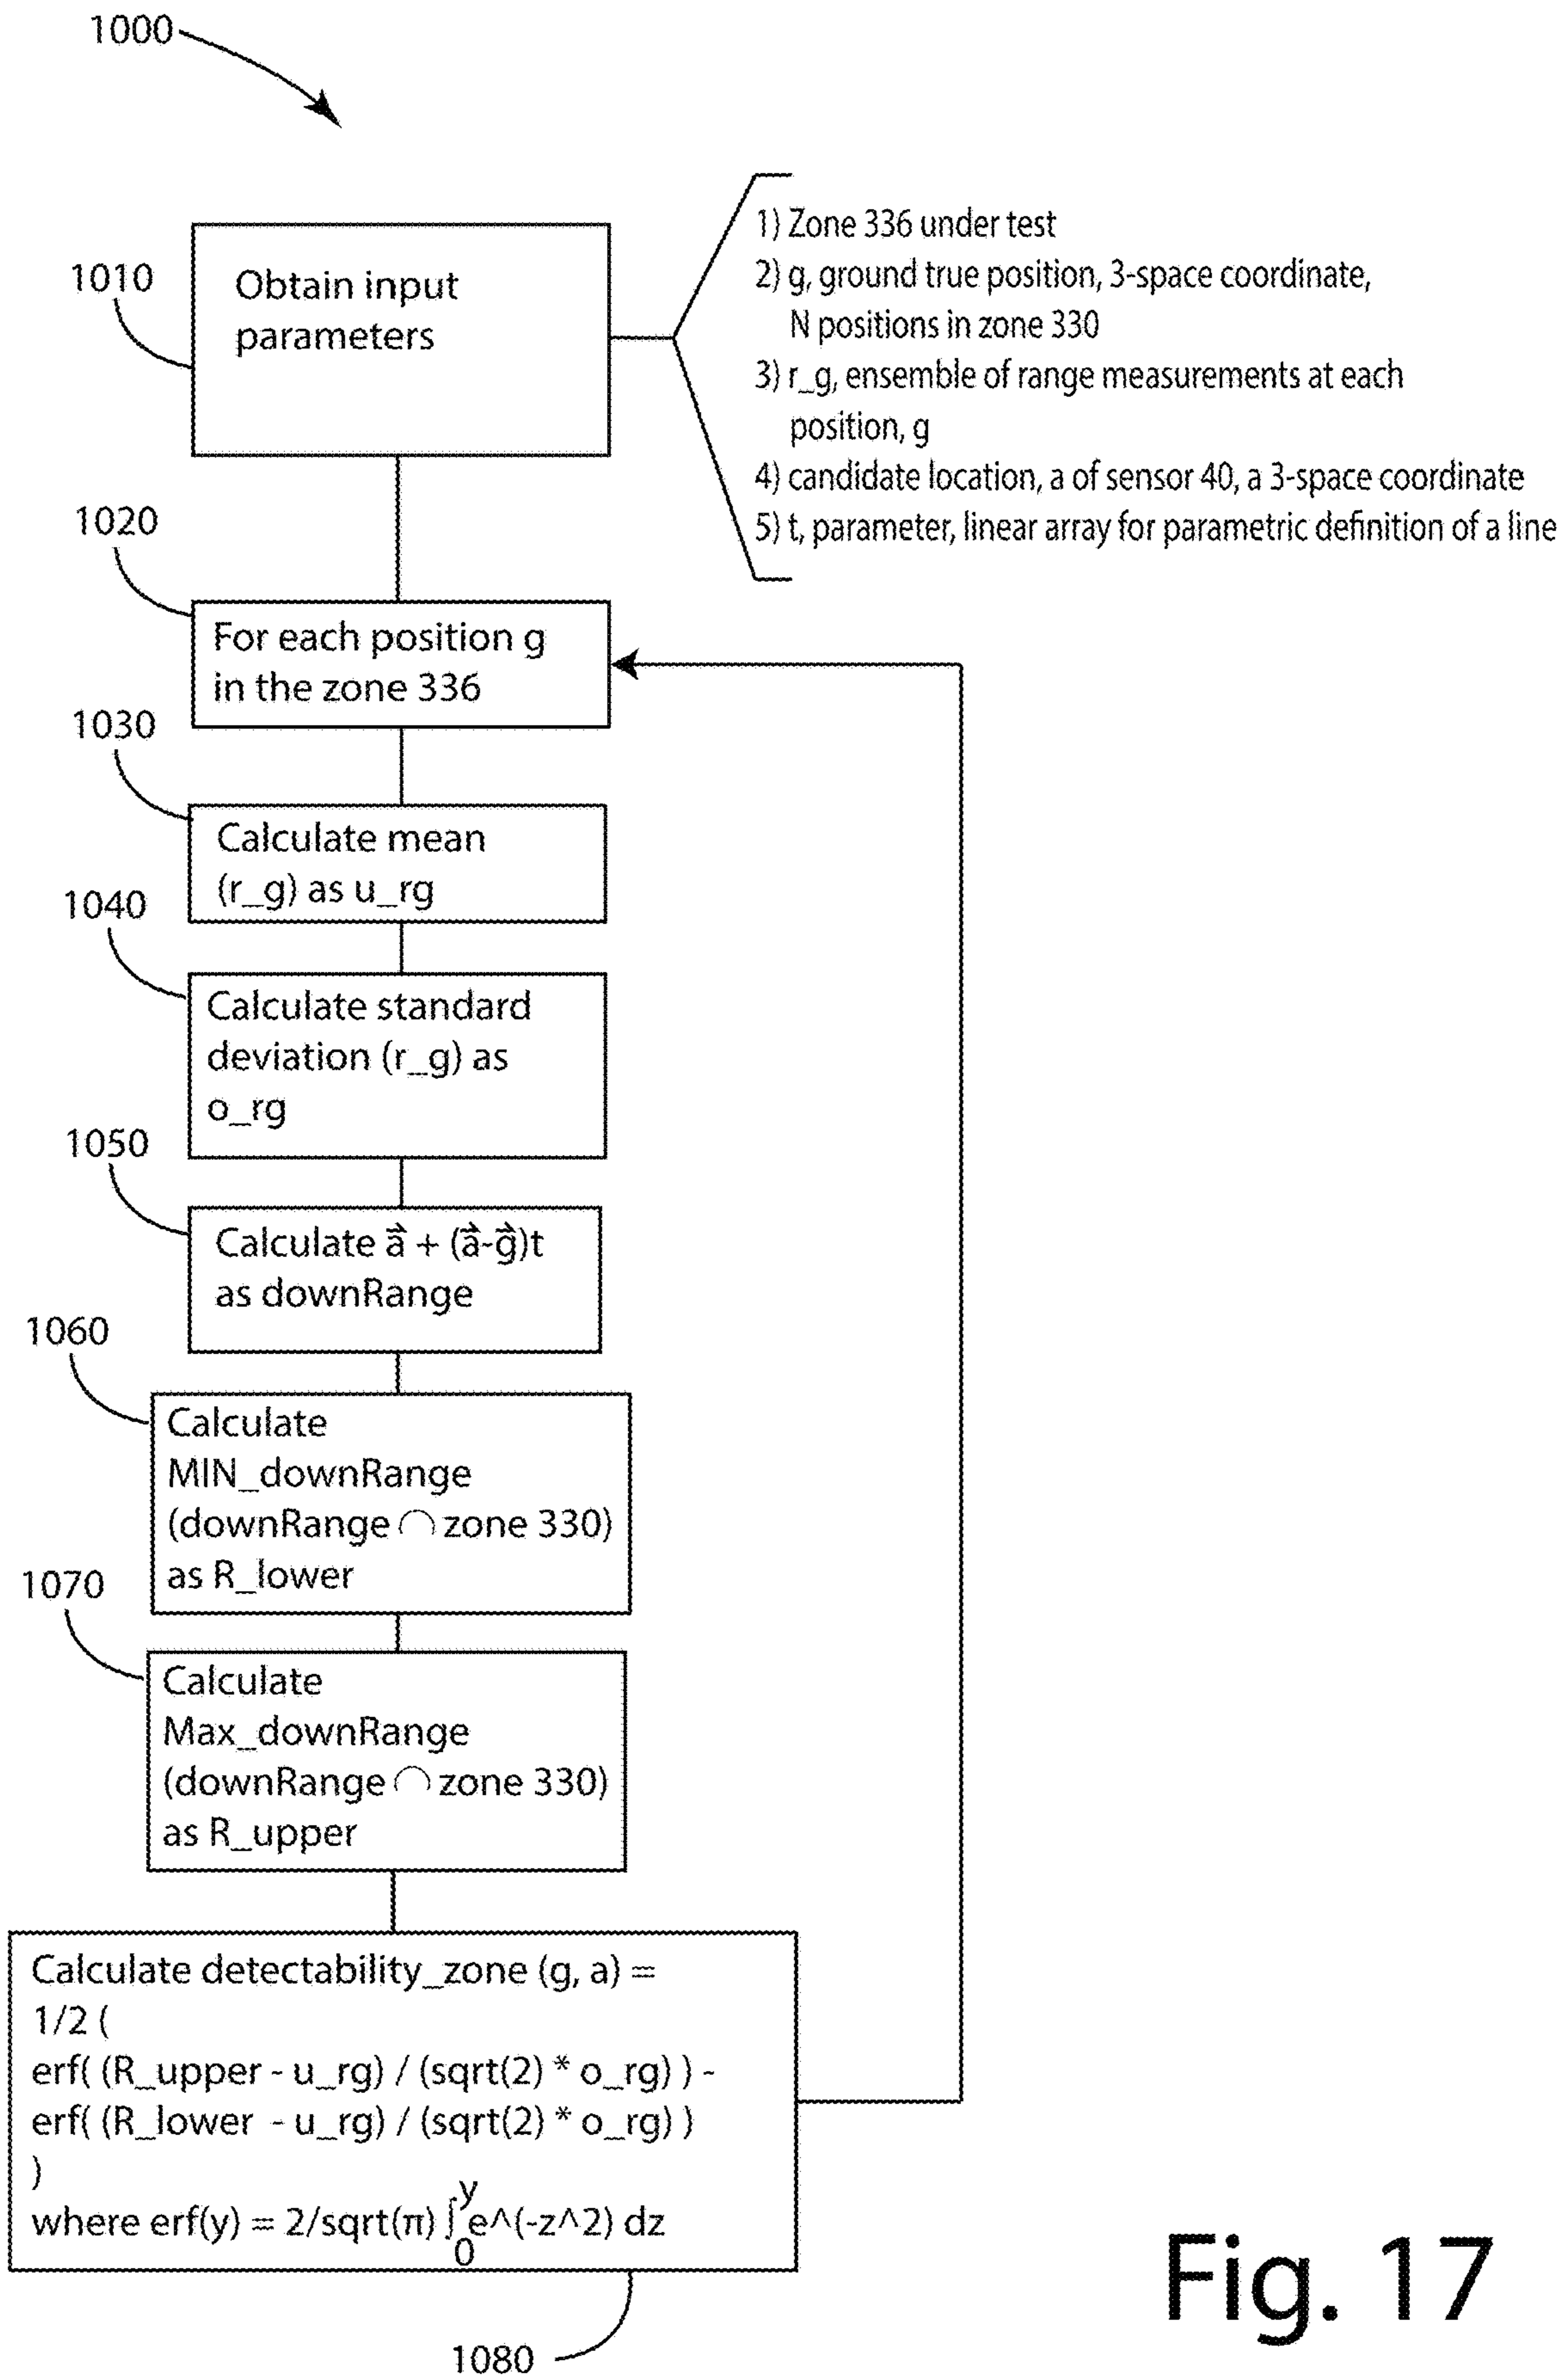 1000
1010
Obtain input
parameters
1) Zone 336 under test
2) g, ground true position, 3-space coordinate,
N positions in zone 330
3) r_g, ensemble of range measurements at each
position, g
4) candidate location, a of sensor 40, a 3-space coordinate
5) t, parameter, linear array for parametric definition of a line
1020
For each position g
in the zone 336
1030
Calculate mean
(r_g) as u_rg
1040
Calculate standard
deviation (r_g) as
o_rg
1050
Calculate a⃗ + (a⃗-g⃗)t
as downRange
1060
Calculate
MIN_downRange
(downRange ⌒ zone 330)
as R_lower
1070
Calculate
Max_downRange
(downRange ⌒ zone 330)
as R_upper
Calculate detectability_zone (g, a) =
1/2 (
erf( (R_upper - u_rg) / (sqrt(2) * o_rg) ) -
erf( (R_lower - u_rg) / (sqrt(2) * o_rg) )
)
where erf(y) = 2/sqrt(π) ∫0^y e^(-z^2) dz
1080
Fig. 17